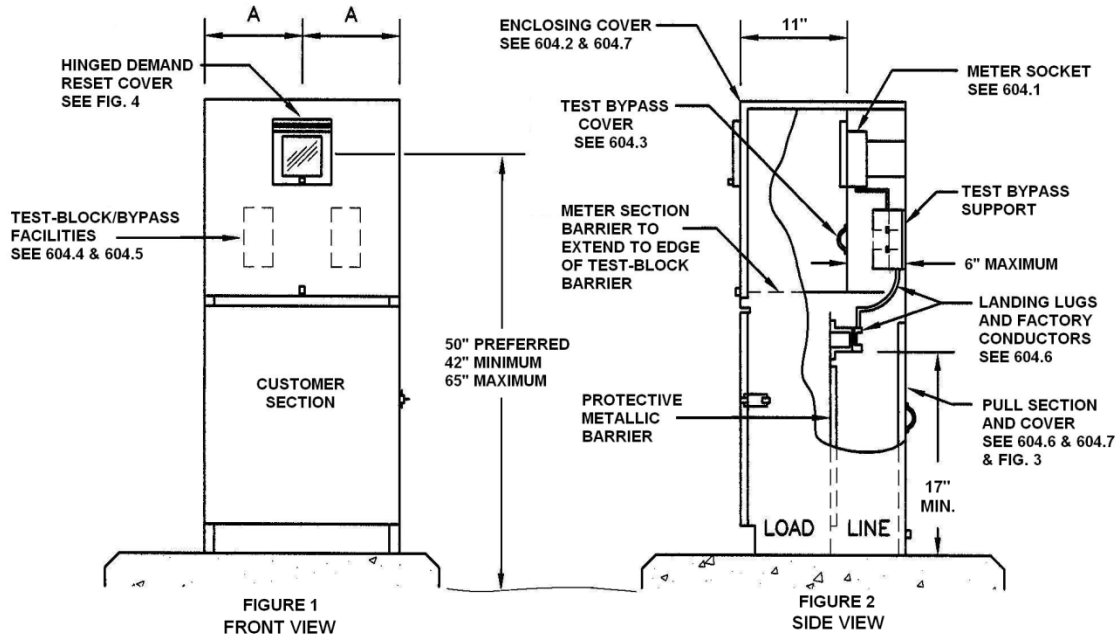 A
A
HINGED DEMAND
RESET COVER
SEE FIG. 4
TEST-BLOCK/BYPASS
FACILITIES
SEE 604.4 & 604.5
50" PREFERRED
42" MINIMUM
65" MAXIMUM
CUSTOMER
SECTION
FIGURE 1
FRONT VIEW
ENCLOSING COVER
SEE 604.2 & 604.7
11"
METER SOCKET
SEE 604.1
TEST BYPASS
COVER
SEE 604.3
TEST BYPASS
SUPPORT
METER SECTION
BARRIER TO
EXTEND TO EDGE
OF TEST-BLOCK
BARRIER
6" MAXIMUM
LANDING LUGS
AND FACTORY
CONDUCTORS
SEE 604.6
PROTECTIVE
METALLIC
BARRIER
PULL SECTION
AND COVER
SEE 604.6 & 604.7
& FIG. 3
17"
MIN.
LOAD
LINE
FIGURE 2
SIDE VIEW